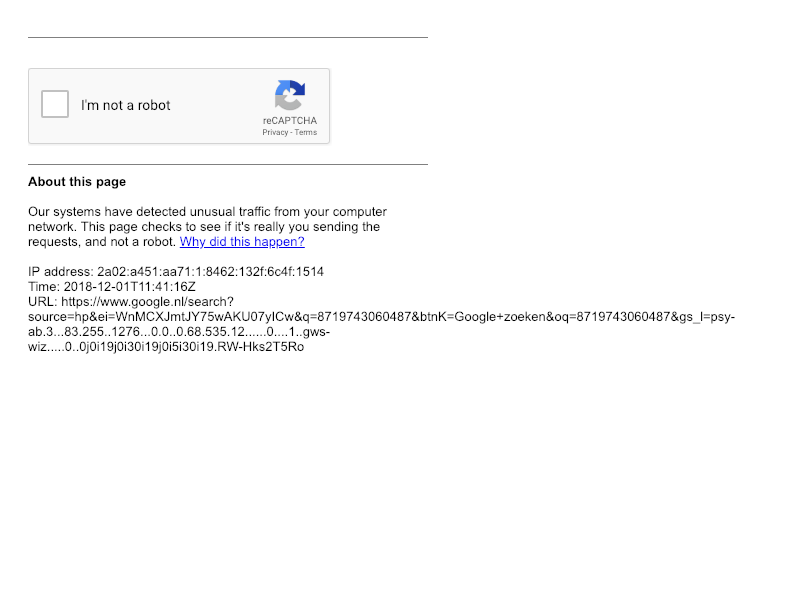 I'm not a robot
reCAPTCHA
Privacy - Terms
About this page
Our systems have detected unusual traffic from your computer
network. This page checks to see if it's really you sending the
requests, and not a robot. Why did this happen?
IP address: 2a02:a451:aa71:1:8462:132f:6c4f:1514
Time: 2018-12-01T11:41:16Z
URL: https://www.google.nl/search?
source=hp&ei=WnMCXJmtJY75wAKU07yICw&q=8719743060487&btnK=Google+zoeken&oq=8719743060487&gs_l=psy-
ab.3...83.255..1276...0.0..0.68.535.12......0....1..gws-
wiz.....0..0j0i19j0i30i19j0i5i30i19.RW-Hks2T5Ro